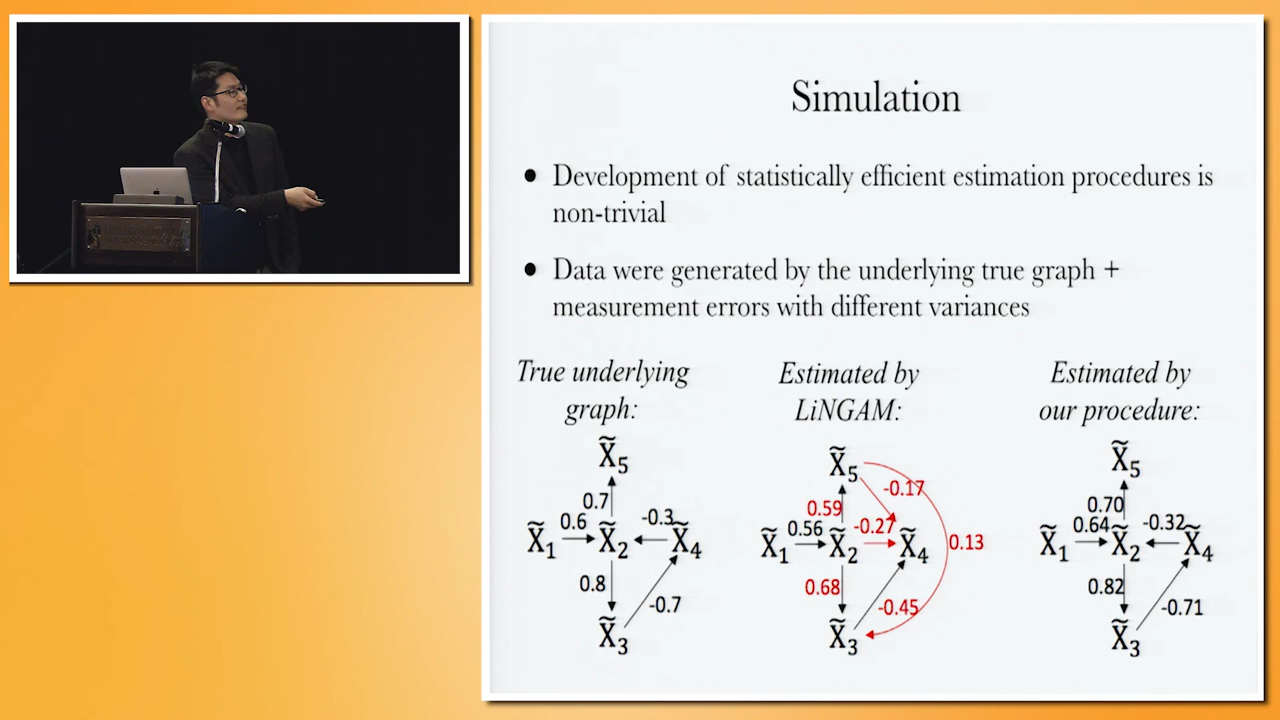 Simulation
• Development of statistically efficient estimation procedures is
non-trivial
• Data were generated by the underlying true graph +
measurement errors with different variances
True underlying
graph:
X̃5
0.7
0.6
-0.3
X̃1
X̃2
X̃4
0.8
-0.7
X̃3
Estimated by
LiNGAM:
X̃5
-0.17
0.59
0.56
-0.27
0.13
X̃1
X̃2
X̃4
0.68
-0.45
X̃3
Estimated by
our procedure:
X̃5
0.70
0.64
-0.32
X̃1
X̃2
X̃4
0.82
-0.71
X̃3